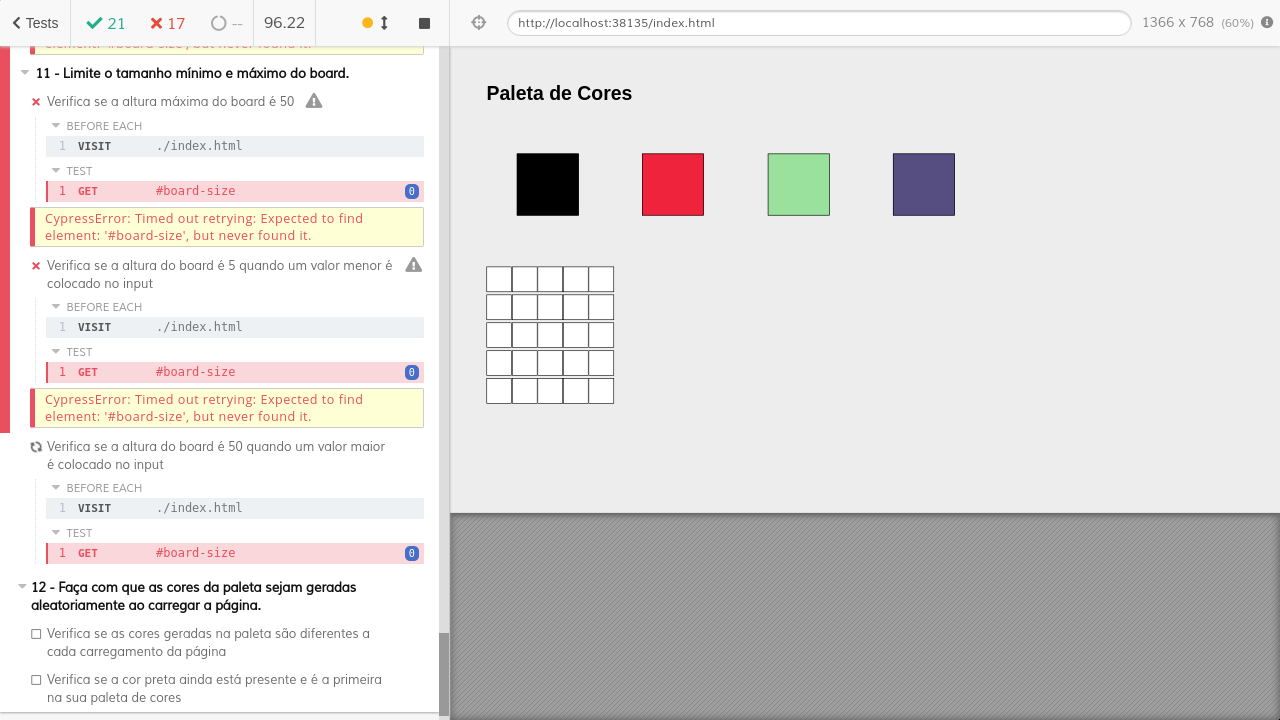 Tests
21
17
--
96.22
http://localhost:38135/index.html
1366 x 768 (60%)
element: '#board-size', but never found it.
11 - Limite o tamanho mínimo e máximo do board.
Verifica se a altura máxima do board é 50
BEFORE EACH
1 VISIT ./index.html
TEST
1 GET #board-size 0
CypressError: Timed out retrying: Expected to find
element: '#board-size', but never found it.
Verifica se a altura do board é 5 quando um valor menor é
colocado no input
BEFORE EACH
1 VISIT ./index.html
TEST
1 GET #board-size 0
CypressError: Timed out retrying: Expected to find
element: '#board-size', but never found it.
Verifica se a altura do board é 50 quando um valor maior
é colocado no input
BEFORE EACH
1 VISIT ./index.html
TEST
1 GET #board-size 0
12 - Faça com que as cores da paleta sejam geradas
aleatoriamente ao carregar a página.
Verifica se as cores geradas na paleta são diferentes a
cada carregamento da página
Verifica se a cor preta ainda está presente e é a primeira
na sua paleta de cores
Paleta de Cores